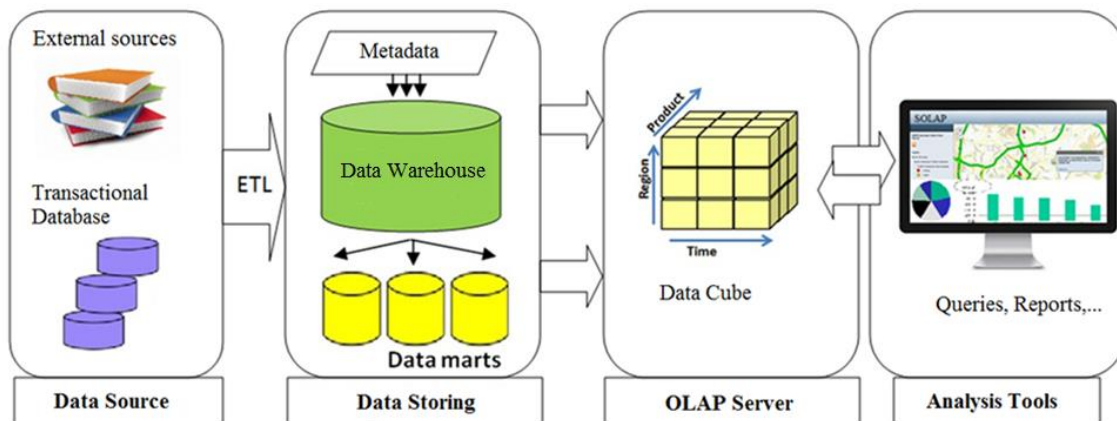 External sources
Transactional
Database
Data Source
ETL
Metadata
Data Warehouse
Data marts
Data Storing
Product
Region
Time
Data Cube
OLAP Server
SOLAP
Queries, Reports,...
Analysis Tools